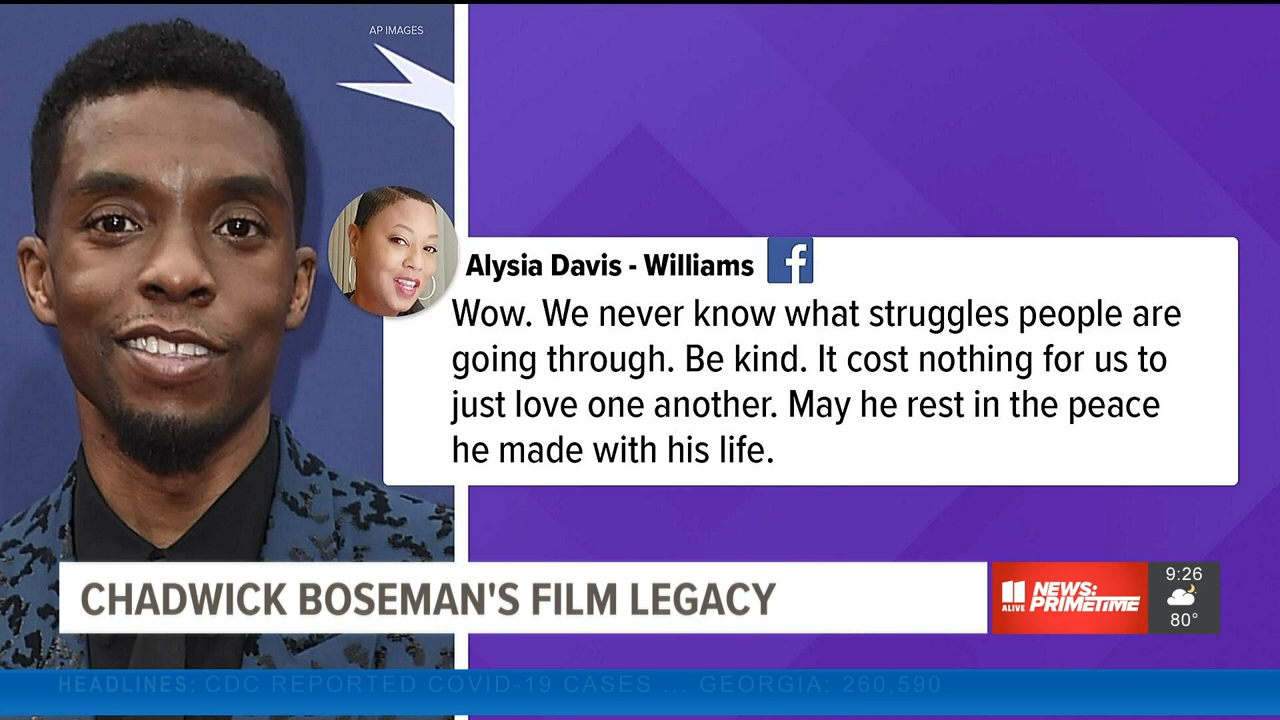 AP IMAGES
Alysia Davis - Williams f
Wow. We never know what struggles people are
going through. Be kind. It cost nothing for us to
just love one another. May he rest in the peace
he made with his life.
CHADWICK BOSEMAN'S FILM LEGACY
11 ALIVE
NEWS:
PRIMETIME
9:26
80°
HEADLINES: CDC REPORTED COVID-19 CASES ... GEORGIA: 260,590